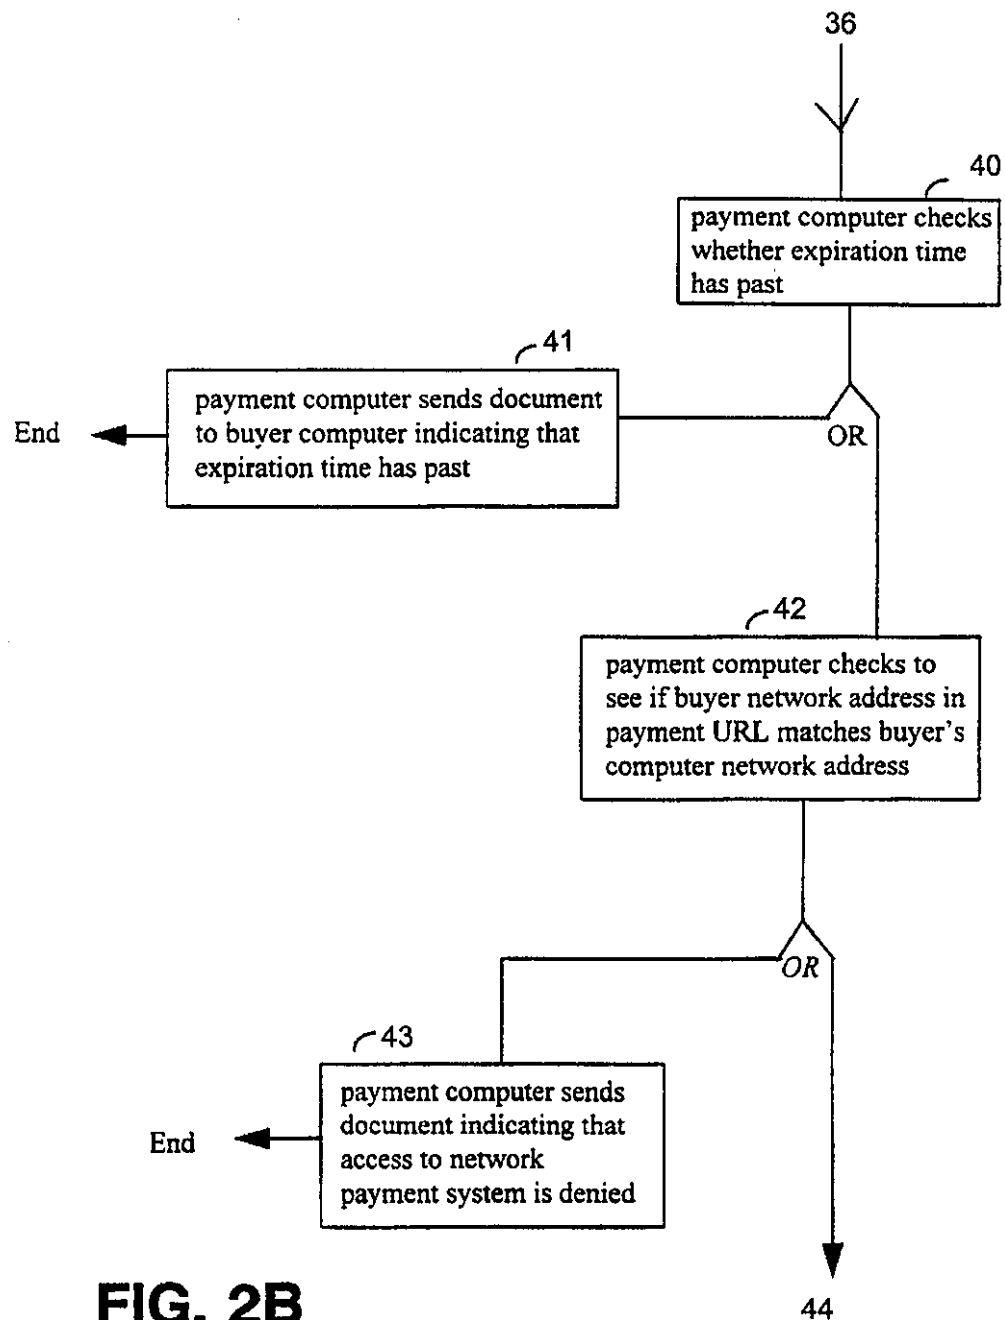 36
40
payment computer checks
whether expiration time
has past
41
payment computer sends document
to buyer computer indicating that
expiration time has past
End
OR
42
payment computer checks to
see if buyer network address in
payment URL matches buyer's
computer network address
OR
43
payment computer sends
document indicating that
access to network
payment system is denied
End
44
FIG. 2B